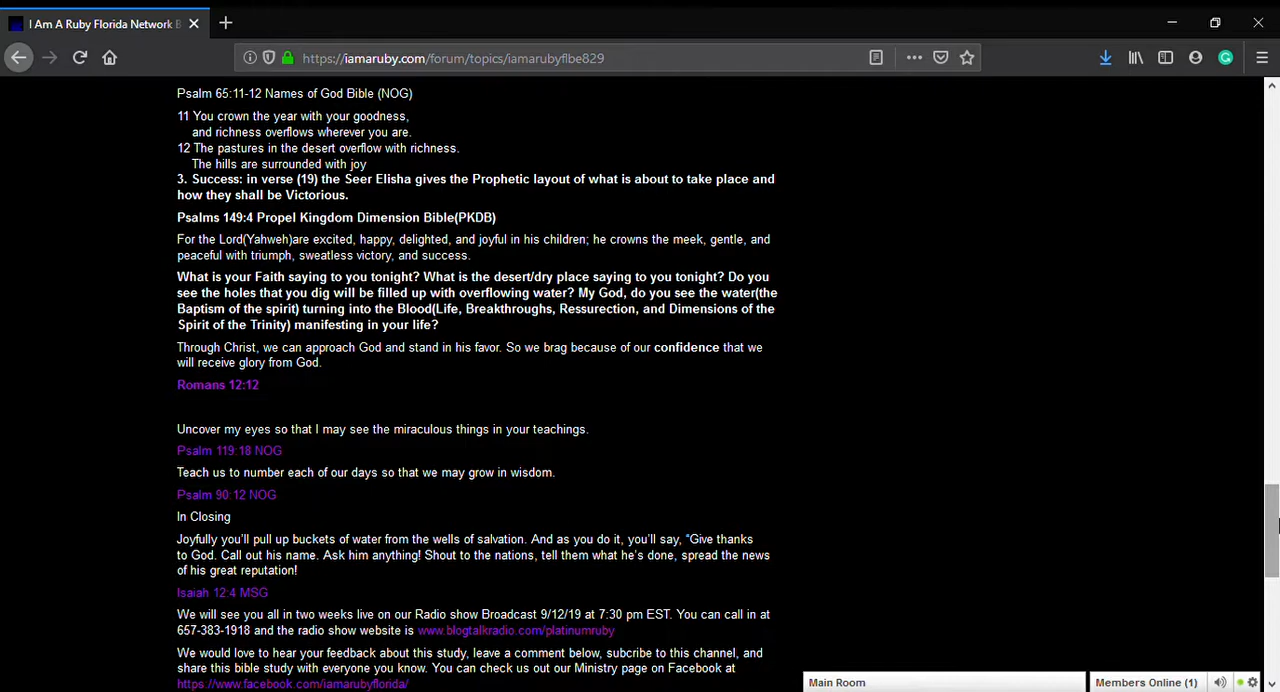 I Am A Ruby Florida Network B
https://iamaruby.com/forum/topics/iamarubyflbe829
Psalm 65:11-12 Names of God Bible (NOG)
11 You crown the year with your goodness,
and richness overflows wherever you are.
12 The pastures in the desert overflow with richness.
The hills are surrounded with joy
3. Success: in verse (19) the Seer Elisha gives the Prophetic layout of what is about to take place and
how they shall be Victorious.
Psalms 149:4 Propel Kingdom Dimension Bible(PKDB)
For the Lord(Yahweh)are excited, happy, delighted, and joyful in his children; he crowns the meek, gentle, and
peaceful with triumph, sweatless victory, and success.
What is your Faith saying to you tonight? What is the desert/dry place saying to you tonight? Do you
see the holes that you dig will be filled up with overflowing water? My God, do you see the water(the
Baptism of the spirit) turning into the Blood(Life, Breakthroughs, Ressurection, and Dimensions of the
Spirit of the Trinity) manifesting in your life?
Through Christ, we can approach God and stand in his favor. So we brag because of our confidence that we
will receive glory from God.
Romans 12:12
Uncover my eyes so that I may see the miraculous things in your teachings.
Psalm 119:18 NOG
Teach us to number each of our days so that we may grow in wisdom.
Psalm 90:12 NOG
In Closing
Joyfully you'll pull up buckets of water from the wells of salvation. And as you do it, you'll say, "Give thanks
to God. Call out his name. Ask him anything! Shout to the nations, tell them what he's done, spread the news
of his great reputation!
Isaiah 12:4 MSG
We will see you all in two weeks live on our Radio show Broadcast 9/12/19 at 7:30 pm EST. You can call in at
657-383-1918 and the radio show website is www.blogtalkradio.com/platinumruby
We would love to hear your feedback about this study, leave a comment below, subcribe to this channel, and
share this bible study with everyone you know. You can check us out our Ministry page on Facebook at
https://www.facebook.com/iamarubyflorida/
Main Room
Members Online (1)